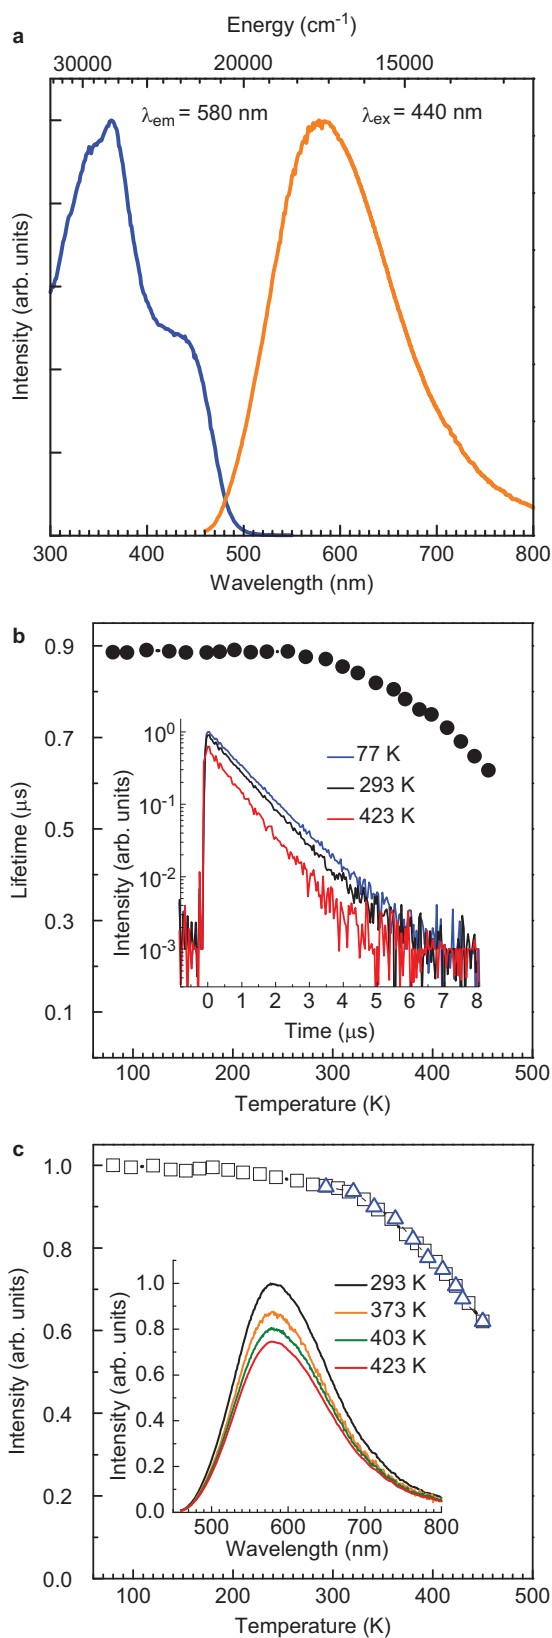 a
Energy (cm-1)
30000 20000 15000
λem = 580 nm λex = 440 nm
Intensity (arb. units)
300 400 500 600 700 800
Wavelength (nm)
b
0.9
0.7
0.5
0.3
0.1
Lifetime (μs)
100 200 300 400 500
Temperature (K)
100
10-1
10-2
10-3
Intensity (arb. units)
77 K
293 K
423 K
0 1 2 3 4 5 6 7 8
Time (μs)
c
1.0
0.8
0.6
0.4
0.2
0.0
Intensity (arb. units)
1.0
0.8
0.6
0.4
0.2
0.0
Intensity (arb. units)
293 K
373 K
403 K
423 K
500 600 700 800
Wavelength (nm)
0 100 200 300 400 500
Temperature (K)